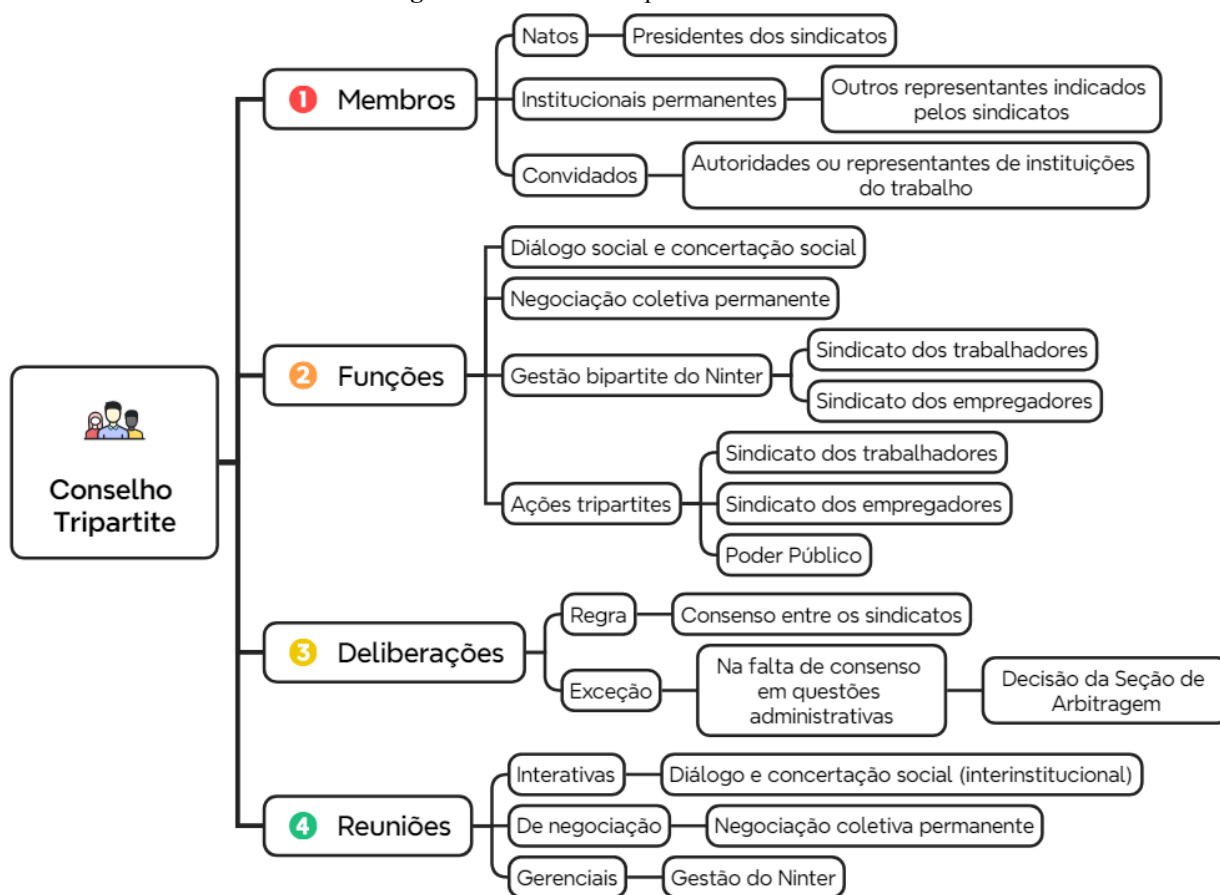 Conselho
Tripartite
1 Membros
Natos
Presidentes dos sindicatos
Institucionais permanentes
Outros representantes indicados
pelos sindicatos
Convidados
Autoridades ou representantes de instituições
do trabalho
2 Funções
Diálogo social e concertação social
Negociação coletiva permanente
Gestão bipartite do Ninter
Sindicato dos trabalhadores
Sindicato dos empregadores
Ações tripartites
Sindicato dos trabalhadores
Sindicato dos empregadores
Poder Público
3 Deliberações
Regra
Consenso entre os sindicatos
Exceção
Na falta de consenso
em questões
administrativas
Decisão da Seção de
Arbitragem
4 Reuniões
Interativas
Diálogo e concertação social (interinstitucional)
De negociação
Negociação coletiva permanente
Gerenciais
Gestão do Ninter